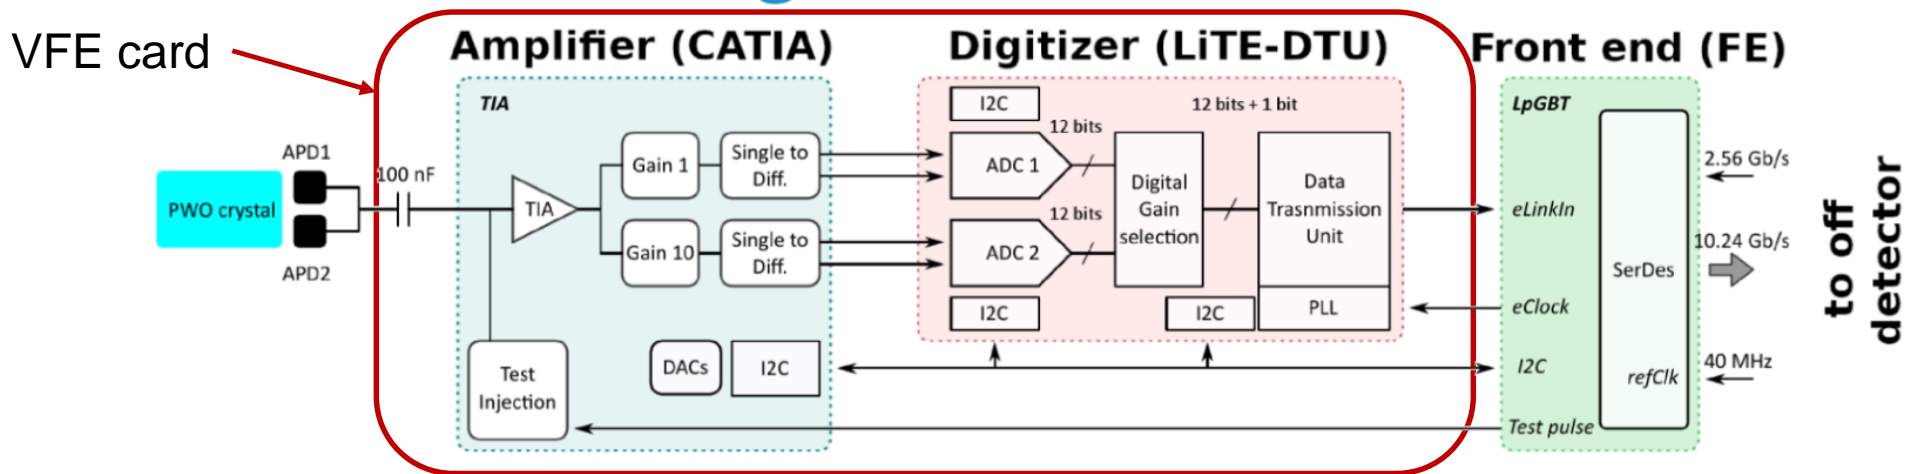 VFE card
Amplifier (CATIA)
Digitizer (LiTE-DTU)
Front end (FE)
TIA
I2C
12 bits + 1 bit
LpGBT
12 bits
APD1
100 nF
Gain 1
Single to
Diff.
ADC 1
2.56 Gb/s
PWO crystal
TIA
Digital
Gain
selection
Data
Trasnmission
Unit
eLinkIn
12 bits
APD2
Gain 10
Single to
Diff.
ADC 2
10.24 Gb/s
SerDes
to off
detector
I2C
I2C
PLL
eClock
Test
Injection
DACs
I2C
I2C
40 MHz
refClk
Test pulse